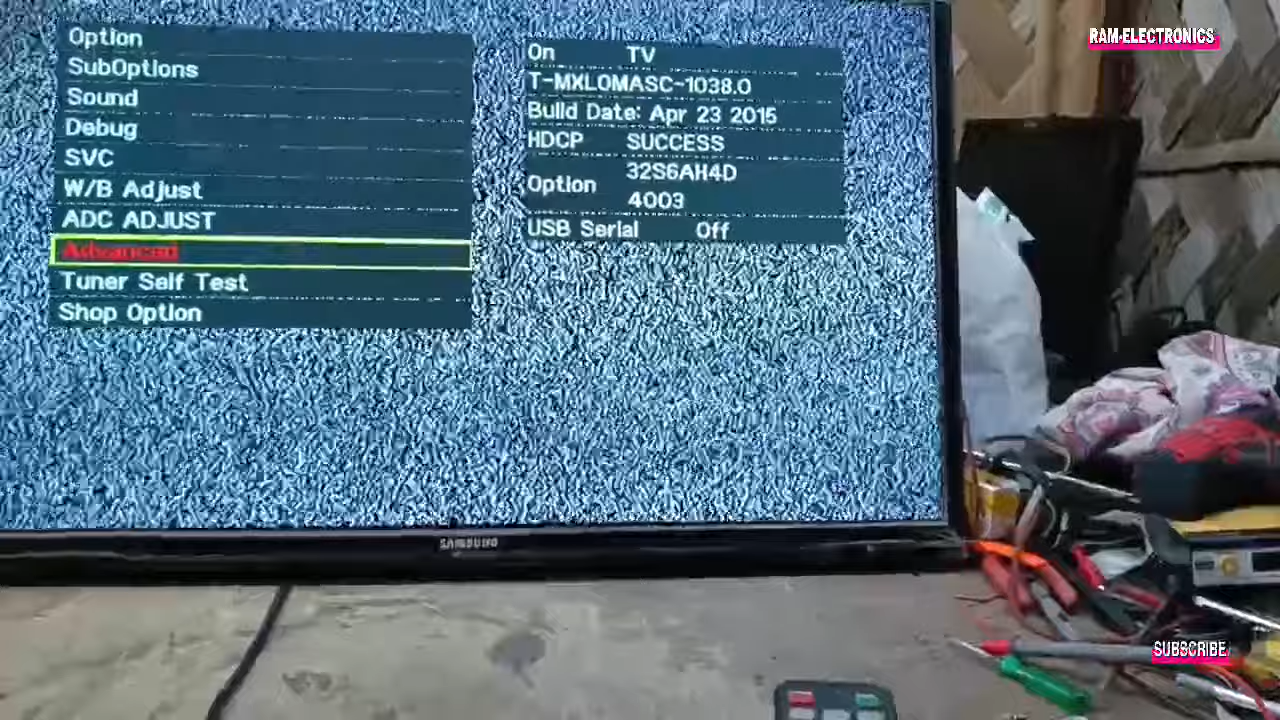 RAM-ELECTRONICS
Option
SubOptions
Sound
Debug
SVC
W/B Adjust
ADC ADJUST
Advanced
Tuner Self Test
Shop Option
On TV
T-MXL0MASC-1038.0
Build Date: Apr 23 2015
HDCP SUCCESS
Option 32S6AH4D
4003
USB Serial Off
SAMSUNG
SUBSCRIBE